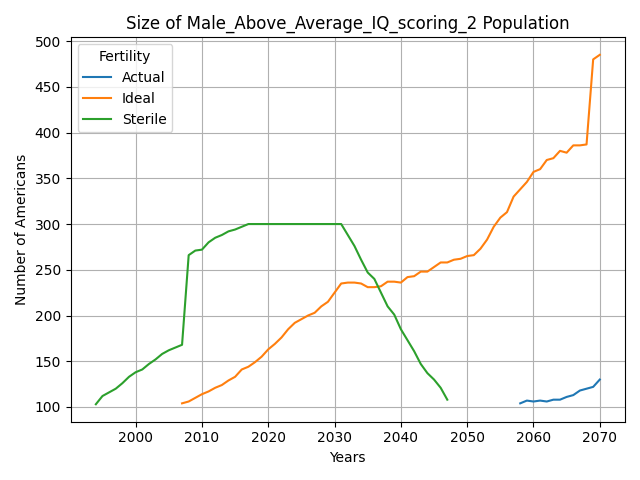 Size of Male_Above_Average_IQ_scoring_2 Population
Number of Americans
500
450
400
350
300
250
200
150
100
Fertility
Actual
Ideal
Sterile
2000
2010
2020
2030
2040
2050
2060
2070
Years